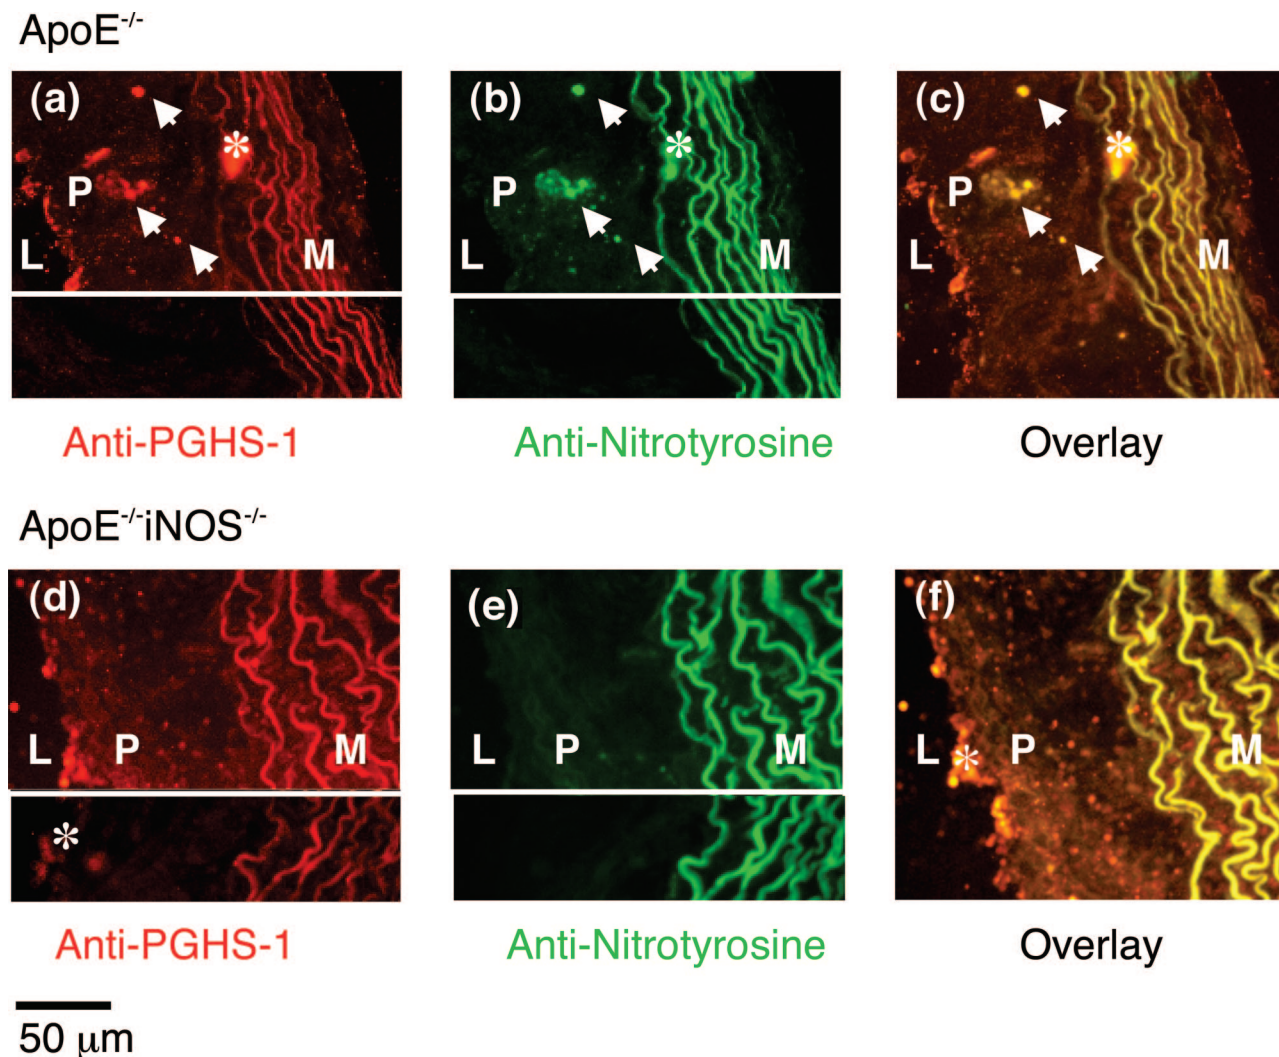 ApoE-/-
(a) (b) (c)
* * *
P P P
L M L M L M
Anti-PGHS-1 Anti-Nitrotyrosine Overlay
ApoE-/-iNOS-/-
(d) (e) (f)
L P M L P M L * P M
*
Anti-PGHS-1 Anti-Nitrotyrosine Overlay
50 μm